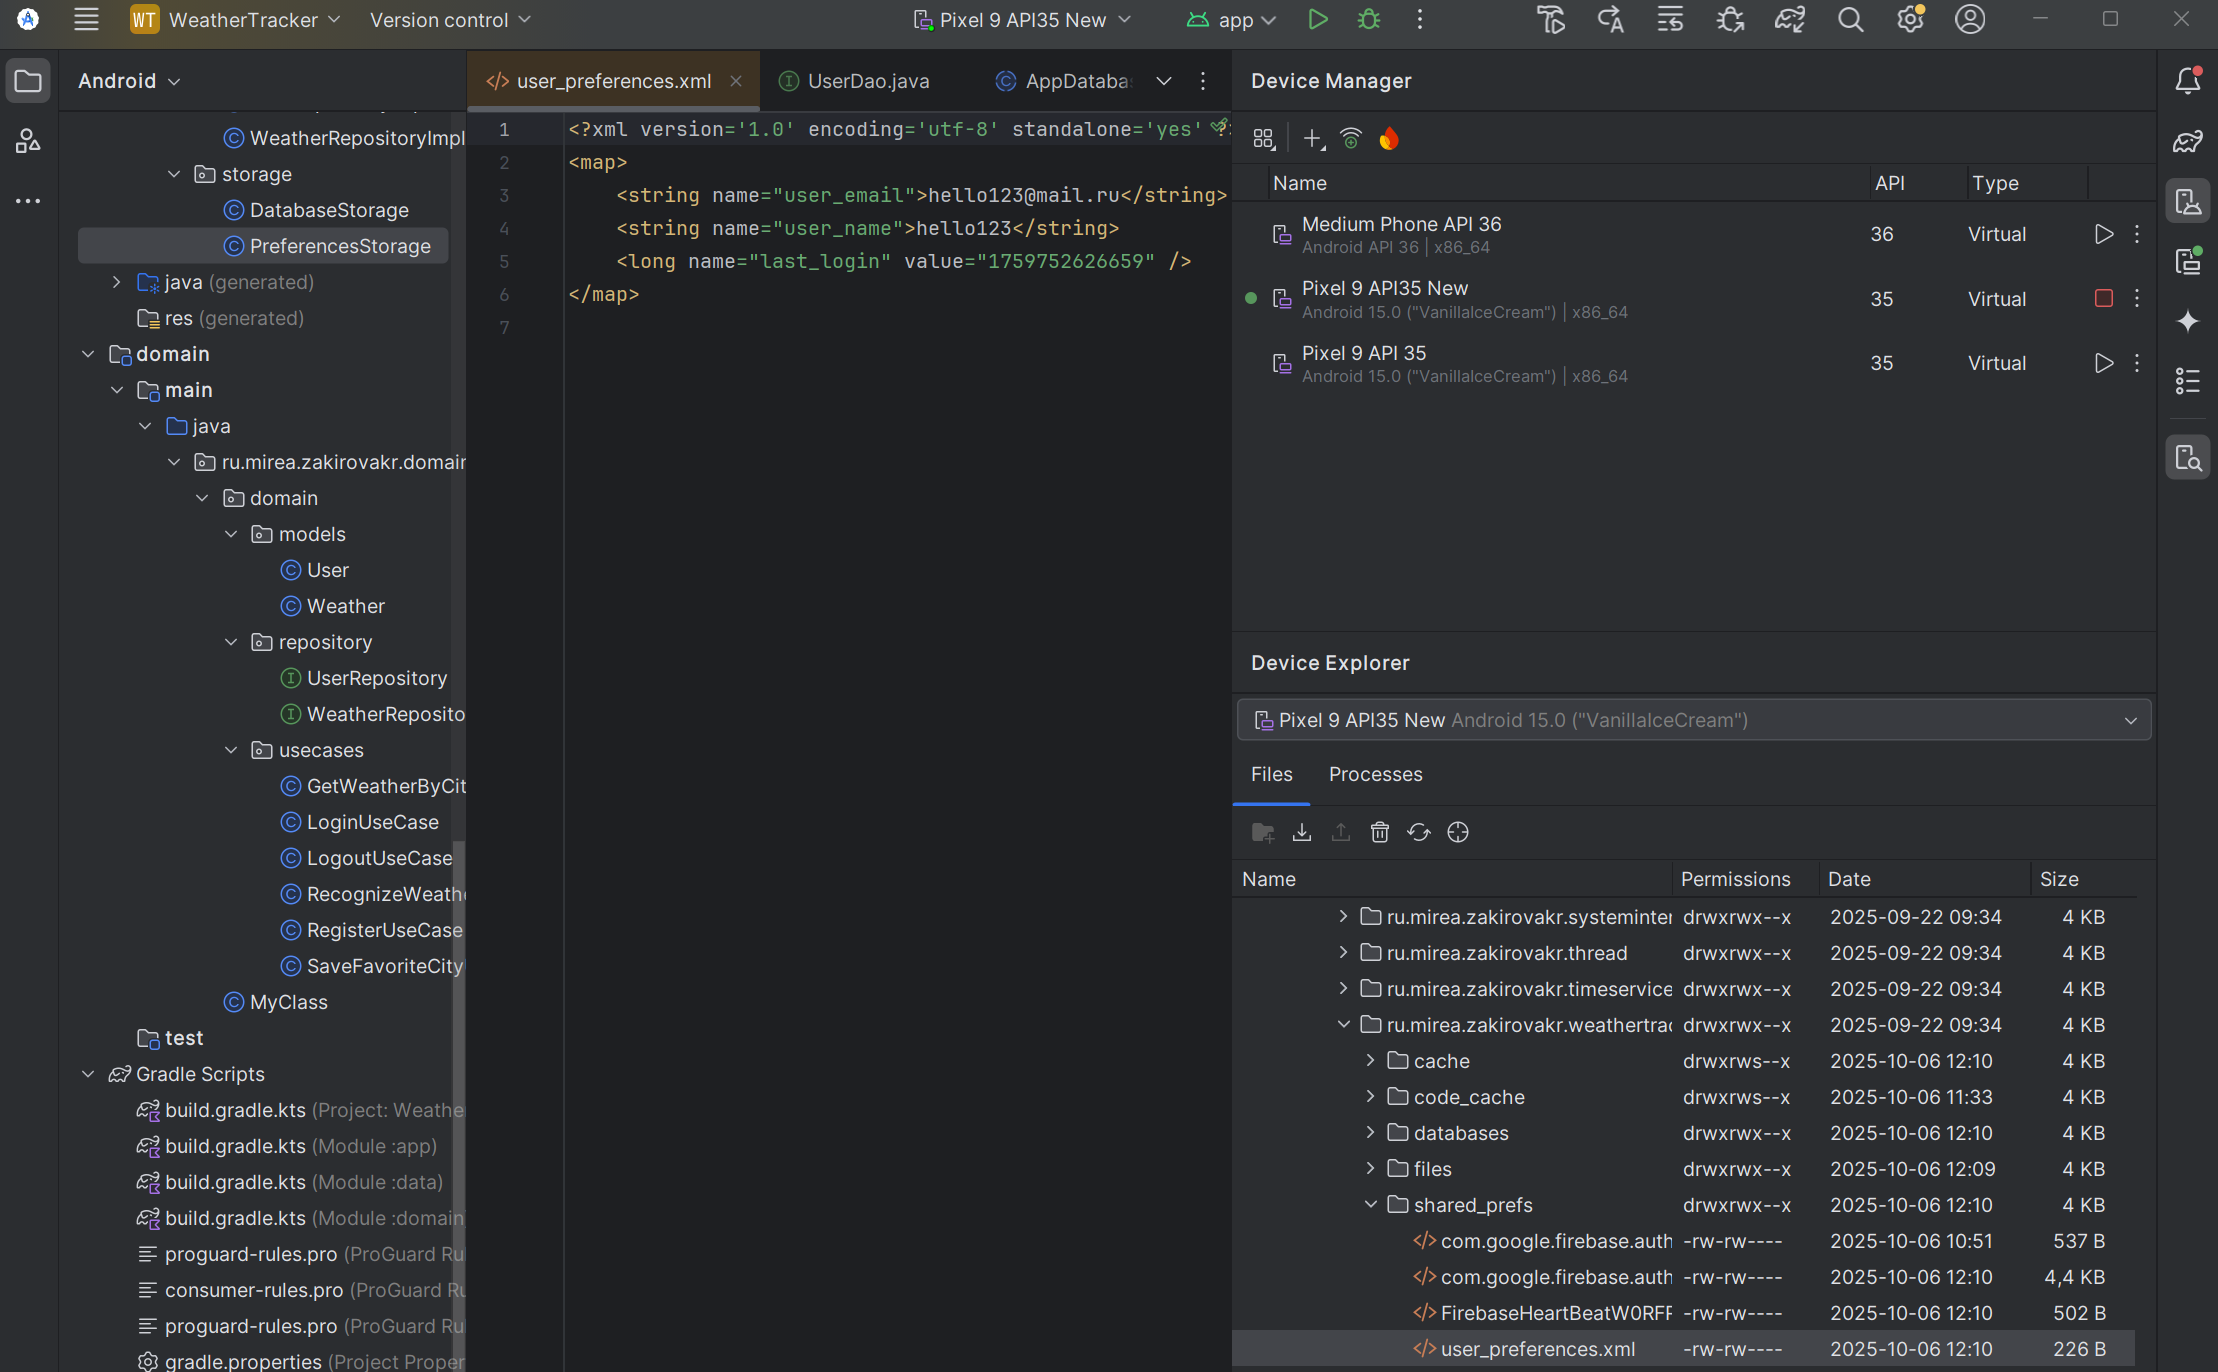 WT WeatherTracker Version control Pixel 9 API35 New app
Android
WeatherRepositoryImpl
storage
DatabaseStorage
PreferencesStorage
java (generated)
res (generated)
domain
main
java
ru.mirea.zakirovakr.domain
domain
models
User
Weather
repository
UserRepository
WeatherReposito
usecases
GetWeatherByCit
LoginUseCase
LogoutUseCase
RecognizeWeath
RegisterUseCase
SaveFavoriteCity
MyClass
test
Gradle Scripts
build.gradle.kts (Project: Weathe
build.gradle.kts (Module :app)
build.gradle.kts (Module :data)
build.gradle.kts (Module :domain
proguard-rules.pro (ProGuard Ru
consumer-rules.pro (ProGuard Ru
proguard-rules.pro (ProGuard Ru
gradle.properties (Project Proper
user_preferences.xml UserDao.java AppDataba
1 <?xml version='1.0' encoding='utf-8' standalone='yes' ?>
2 <map>
3 <string name="user_email">hello123@mail.ru</string>
4 <string name="user_name">hello123</string>
5 <long name="last_login" value="1759752626659" />
6 </map>
7
Device Manager
Name API Type
Medium Phone API 36
Android API 36 | x86_64
36 Virtual
Pixel 9 API35 New
Android 15.0 ("VanillaIceCream") | x86_64
35 Virtual
Pixel 9 API 35
Android 15.0 ("VanillaIceCream") | x86_64
35 Virtual
Device Explorer
Pixel 9 API35 New Android 15.0 ("VanillaIceCream")
Files Processes
Name Permissions Date Size
ru.mirea.zakirovakr.systeminter drwxrwx--x 2025-09-22 09:34 4 KB
ru.mirea.zakirovakr.thread drwxrwx--x 2025-09-22 09:34 4 KB
ru.mirea.zakirovakr.timeservice drwxrwx--x 2025-09-22 09:34 4 KB
ru.mirea.zakirovakr.weathertrac drwxrwx--x 2025-09-22 09:34 4 KB
cache drwxrws--x 2025-10-06 12:10 4 KB
code_cache drwxrws--x 2025-10-06 11:33 4 KB
databases drwxrwx--x 2025-10-06 12:10 4 KB
files drwxrwx--x 2025-10-06 12:09 4 KB
shared_prefs drwxrwx--x 2025-10-06 12:10 4 KB
com.google.firebase.auth -rw-rw---- 2025-10-06 10:51 537 B
com.google.firebase.auth -rw-rw---- 2025-10-06 12:10 4,4 KB
FirebaseHeartBeatW0RFF -rw-rw---- 2025-10-06 12:10 502 B
user_preferences.xml -rw-rw---- 2025-10-06 12:10 226 B